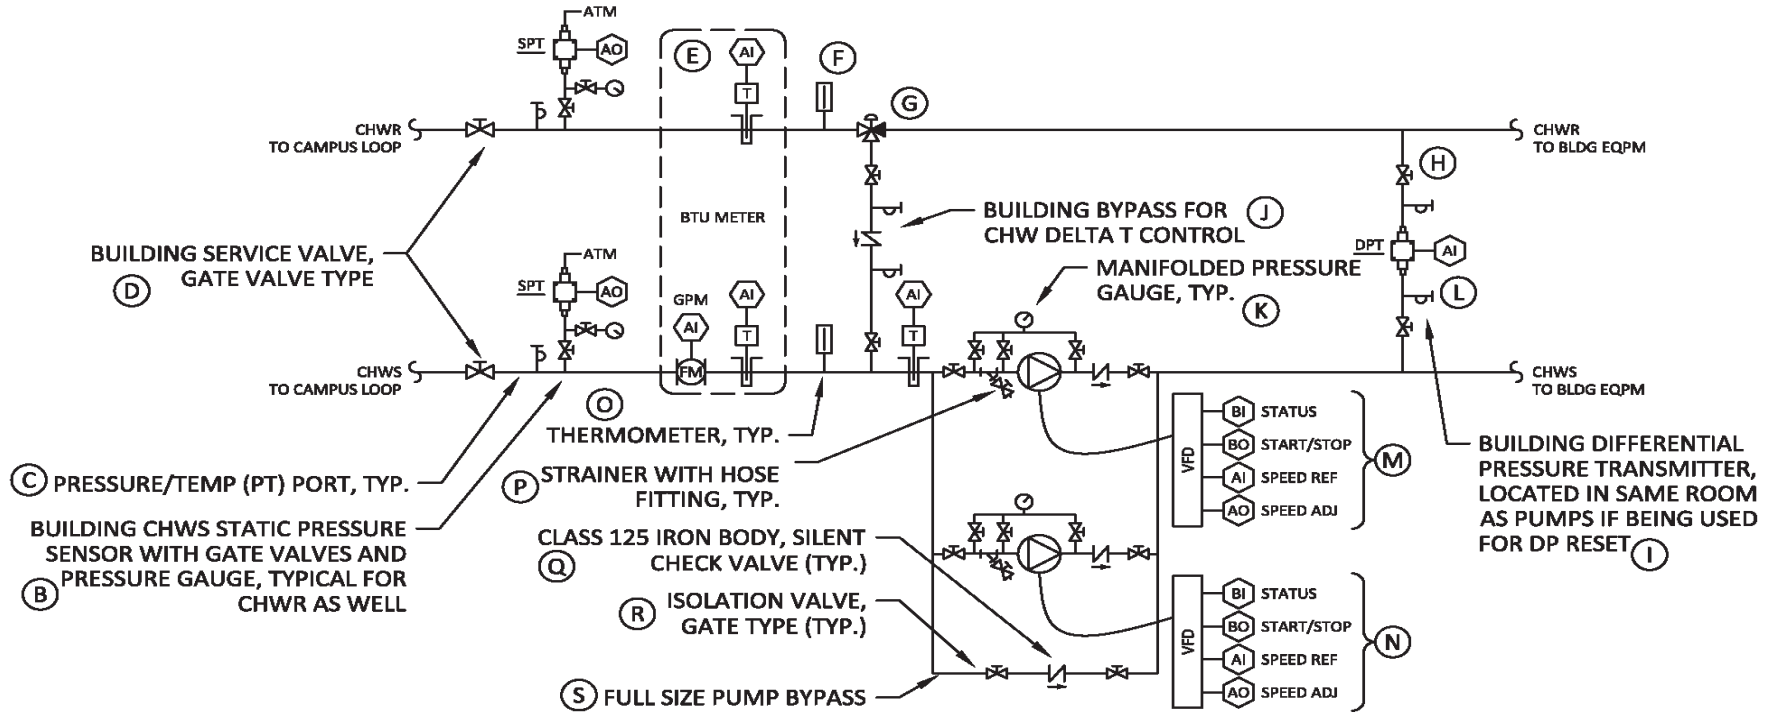 ATM
SPT
AO
E
AI
T
F
G
CHWR
TO CAMPUS LOOP
CHWR
TO BLDG EQPM
H
BTU METER
BUILDING BYPASS FOR
CHW DELTA T CONTROL
J
BUILDING SERVICE VALVE,
GATE VALVE TYPE
D
ATM
SPT
AO
GPM
AI
FM
AI
T
AI
T
MANIFOLDED PRESSURE
GAUGE, TYP.
K
DPT
AI
L
CHWS
TO CAMPUS LOOP
CHWS
TO BLDG EQPM
O
THERMOMETER, TYP.
C
PRESSURE/TEMP (PT) PORT, TYP.
P
STRAINER WITH HOSE
FITTING, TYP.
VFD
BI STATUS
BO START/STOP
AI SPEED REF
AO SPEED ADJ
M
BUILDING DIFFERENTIAL
PRESSURE TRANSMITTER,
LOCATED IN SAME ROOM
AS PUMPS IF BEING USED
FOR DP RESET
I
BUILDING CHWS STATIC PRESSURE
SENSOR WITH GATE VALVES AND
PRESSURE GAUGE, TYPICAL FOR
CHWR AS WELL
B
CLASS 125 IRON BODY, SILENT
CHECK VALVE (TYP.)
Q
R
ISOLATION VALVE,
GATE TYPE (TYP.)
VFD
BI STATUS
BO START/STOP
AI SPEED REF
AO SPEED ADJ
N
S
FULL SIZE PUMP BYPASS